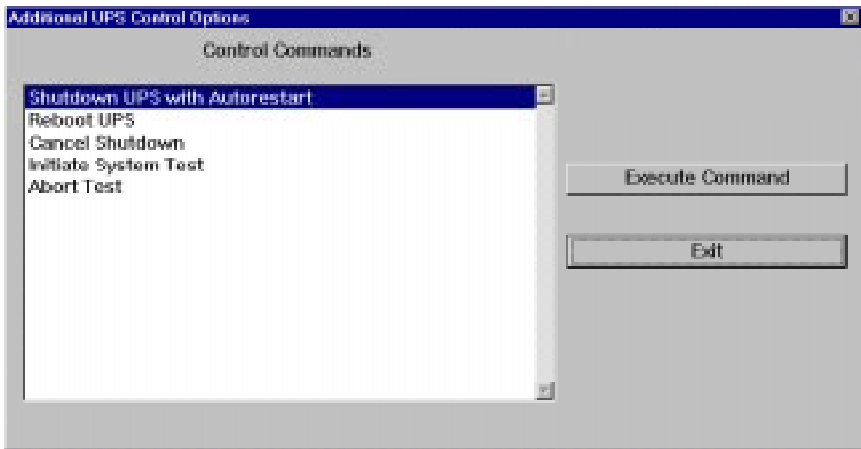 Additional UPS Control Options
Control Commands
Shutdown UPS with Autorestart
Reboot UPS
Cancel Shutdown
Initiate System Test
Abort Test
Execute Command
Exit